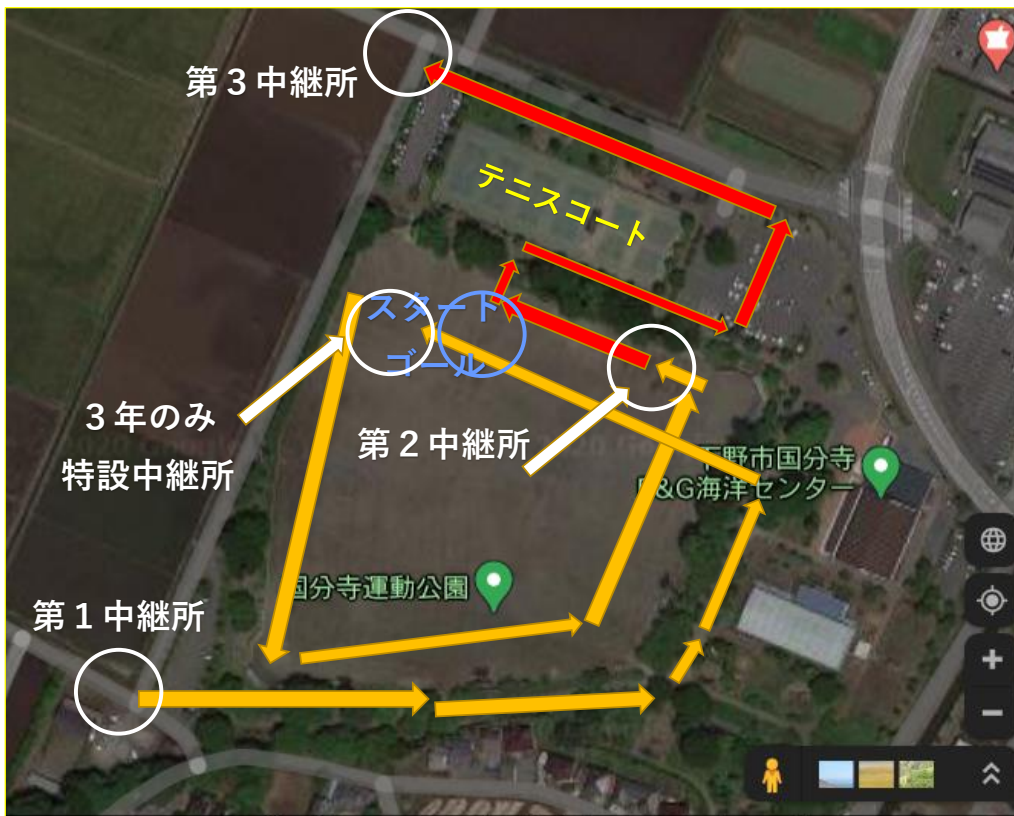 第３中継所
テニスコート
スタート
ゴール
３年のみ
特設中継所
第２中継所
下野市国分寺
B&G海洋センター
国分寺運動公園
第１中継所